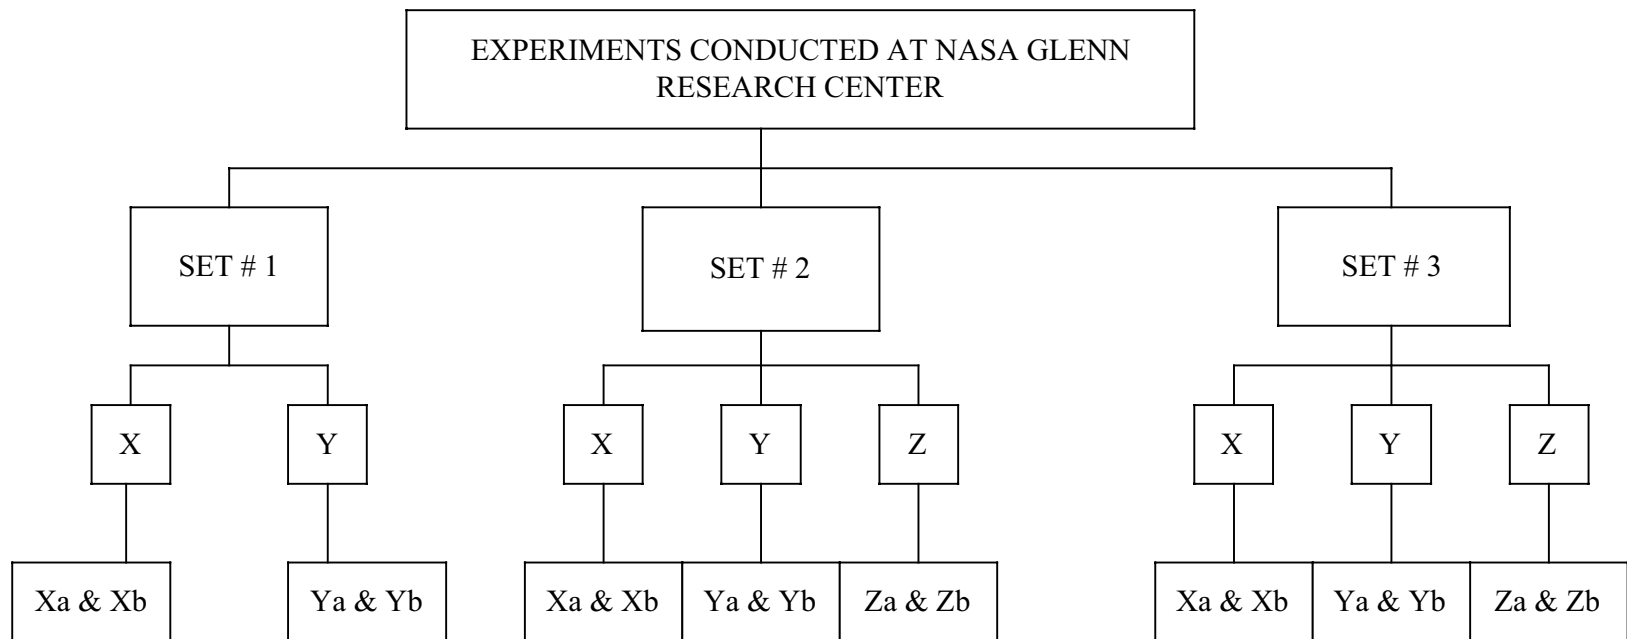 EXPERIMENTS CONDUCTED AT NASA GLENN
RESEARCH CENTER
SET # 1
SET # 2
SET # 3
X
Y
X
Y
Z
X
Y
Z
Xa & Xb
Ya & Yb
Xa & Xb
Ya & Yb
Za & Zb
Xa & Xb
Ya & Yb
Za & Zb